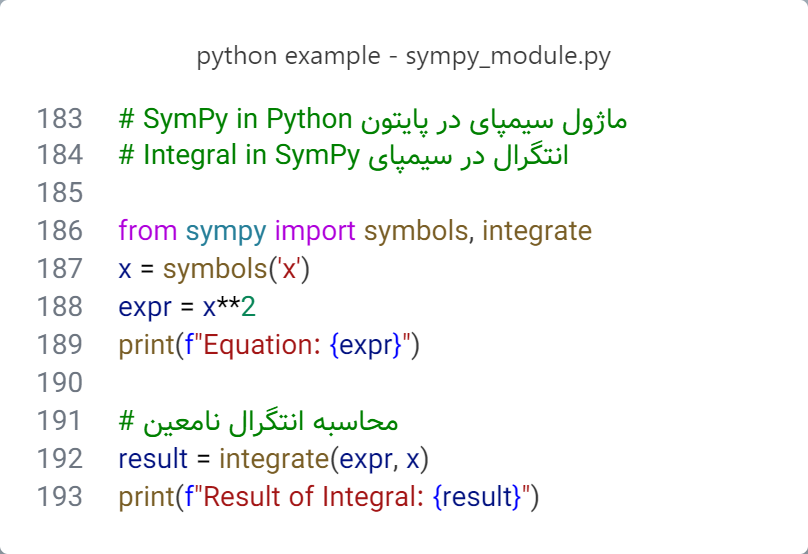 python example - sympy_module.py
183 # SymPy in Python ماژول سیمپای در پایتون
184 # Integral in SymPy انتگرال در سیمپای
185
186 from sympy import symbols, integrate
187 x = symbols('x')
188 expr = x**2
189 print(f"Equation: {expr}")
190
191 # محاسبه انتگرال نامعین
192 result = integrate(expr, x)
193 print(f"Result of Integral: {result}")